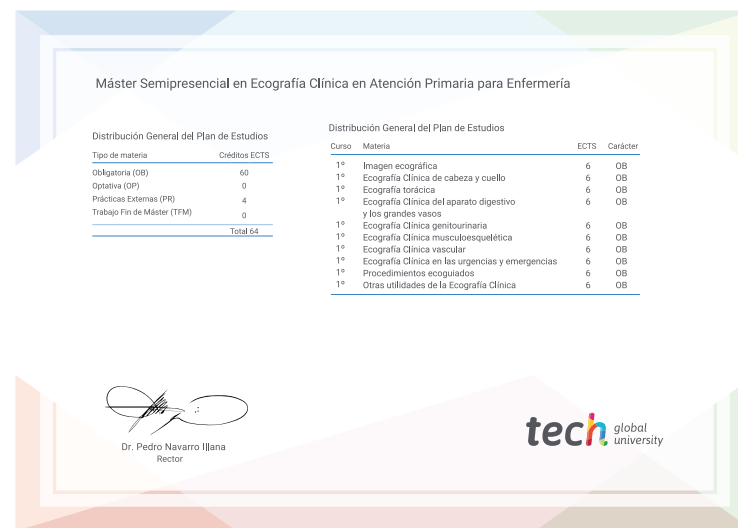 Máster Semipresencial en Ecografía Clínica en Atención Primaria para Enfermería
Distribución General del Plan de Estudios
Tipo de materia Créditos ECTS
Obligatoria (OB) 60
Optativa (OP) 0
Prácticas Externas (PR) 4
Trabajo Fin de Máster (TFM) 0
Total 64
Distribución General del Plan de Estudios
Curso Materia ECTS Carácter
1º Imagen ecográfica 6 OB
1º Ecografía Clínica de cabeza y cuello 6 OB
1º Ecografía torácica 6 OB
1º Ecografía Clínica del aparato digestivo 6 OB
y los grandes vasos
1º Ecografía Clínica genitourinaria 6 OB
1º Ecografía Clínica musculoesquelética 6 OB
1º Ecografía Clínica vascular 6 OB
1º Ecografía Clínica en las urgencias y emergencias 6 OB
1º Procedimientos ecoguiados 6 OB
1º Otras utilidades de la Ecografía Clínica 6 OB
Dr. Pedro Navarro Illana
Rector
tech global
university